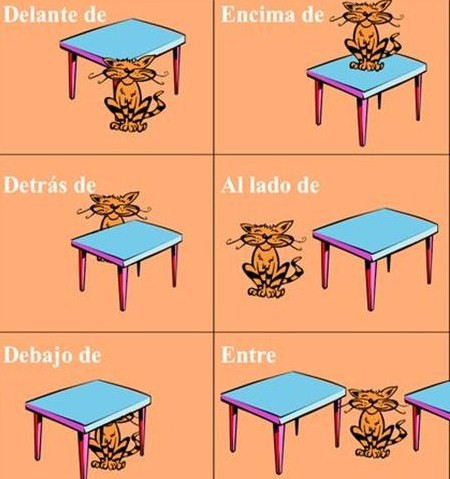 Delante de
Encima de
Detrás de
Al lado de
Debajo de
Entre